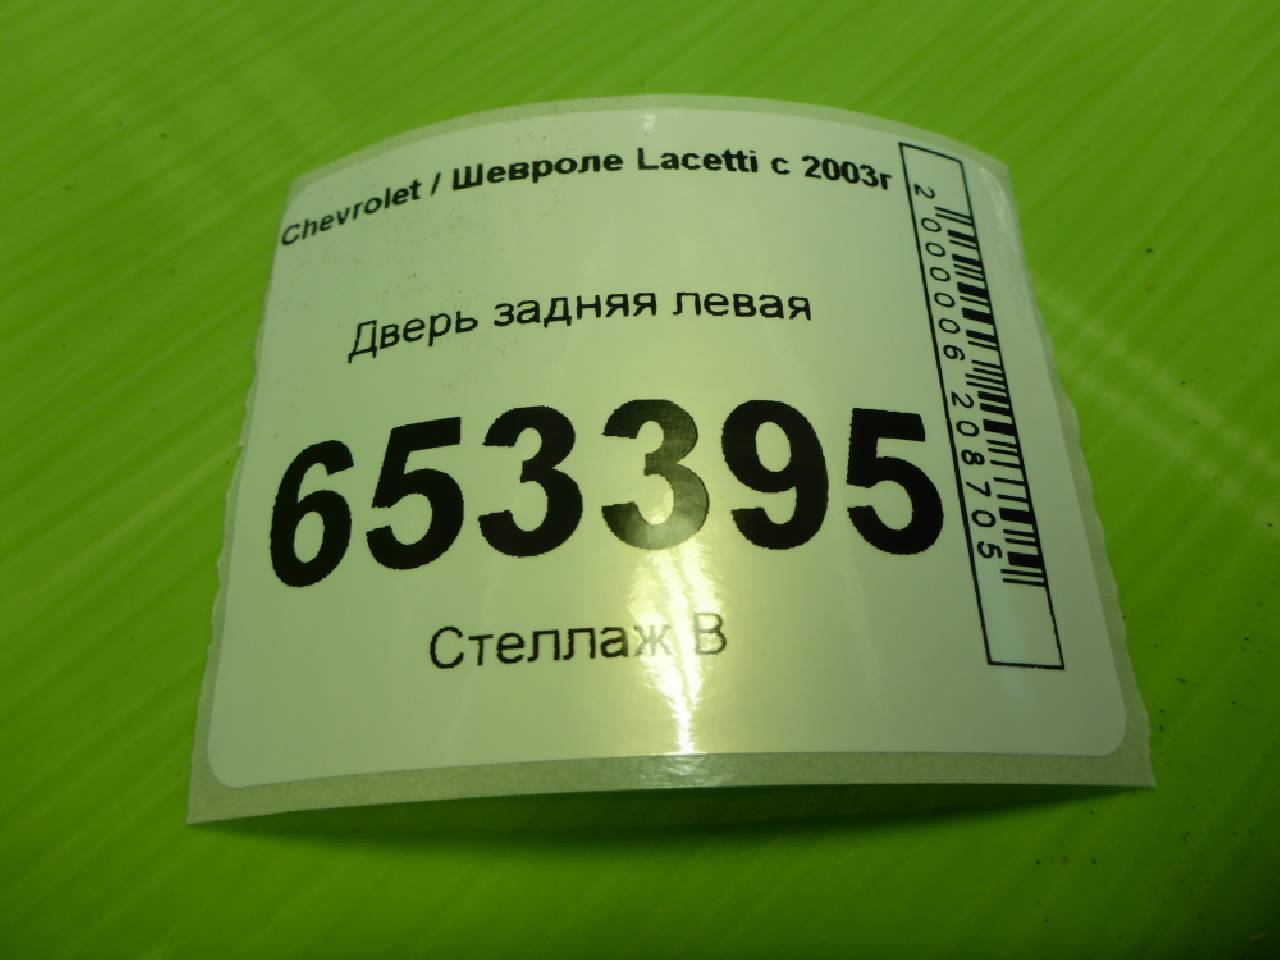 Chevrolet / Шевроле Lacetti с 2003г
Дверь задняя левая
653395
Стеллаж В
2000006208705